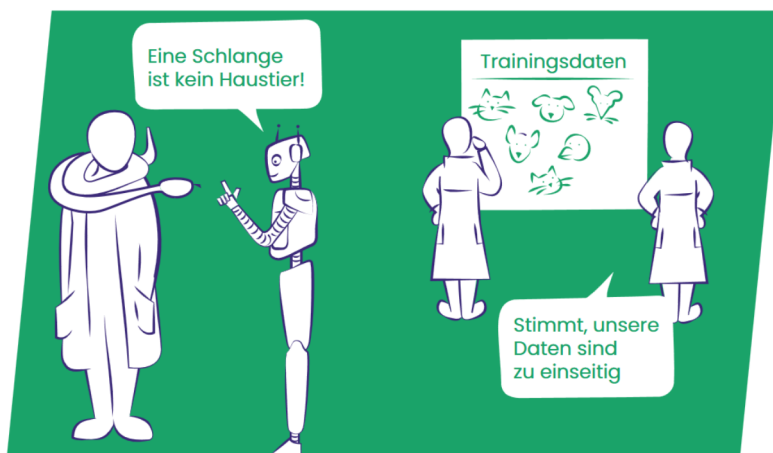 Eine Schlange
ist kein Haustier!
Trainingsdaten
Stimmt, unsere
Daten sind
zu einseitig